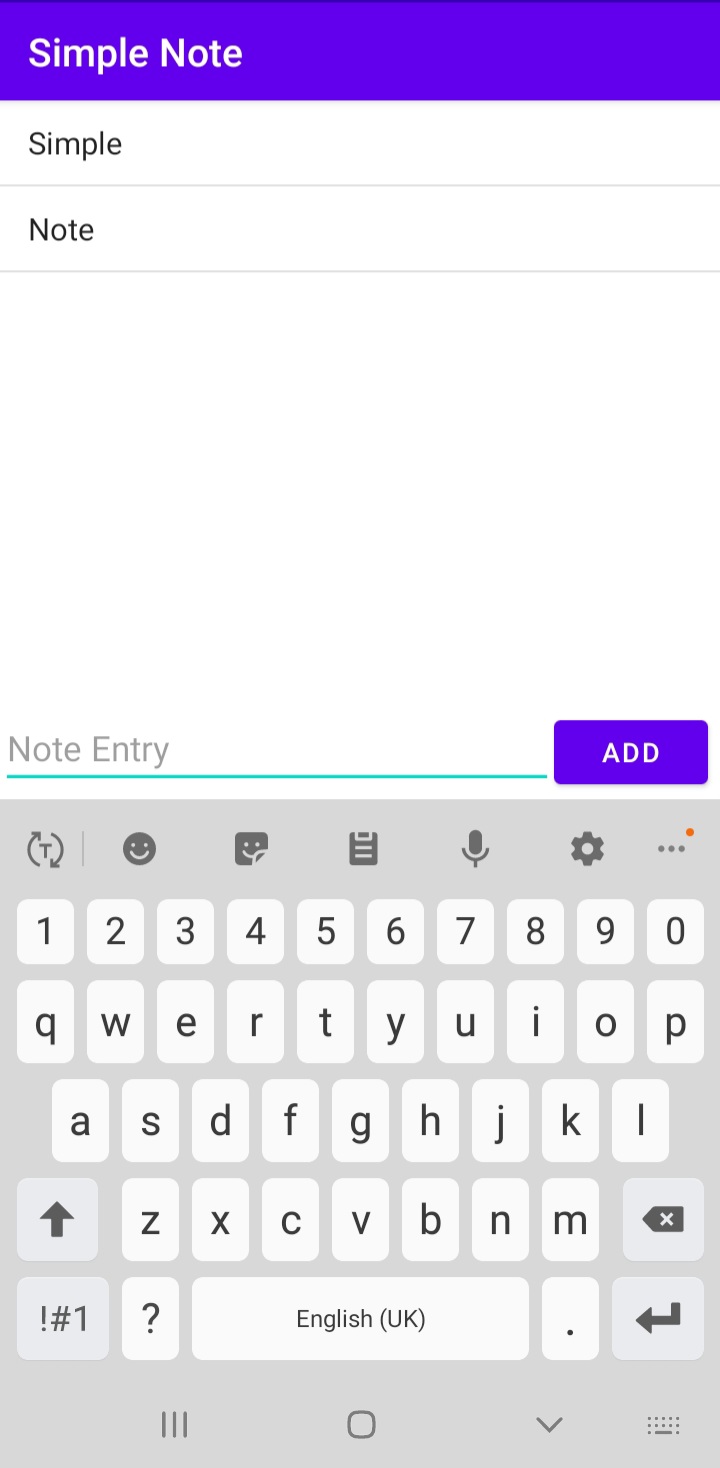 Simple Note
Simple
Note
Note Entry ADD
T
1 2 3 4 5 6 7 8 9 0
q w e r t y u i o p
a s d f g h j k l
z x c v b n m
!#1 ? English (UK) .